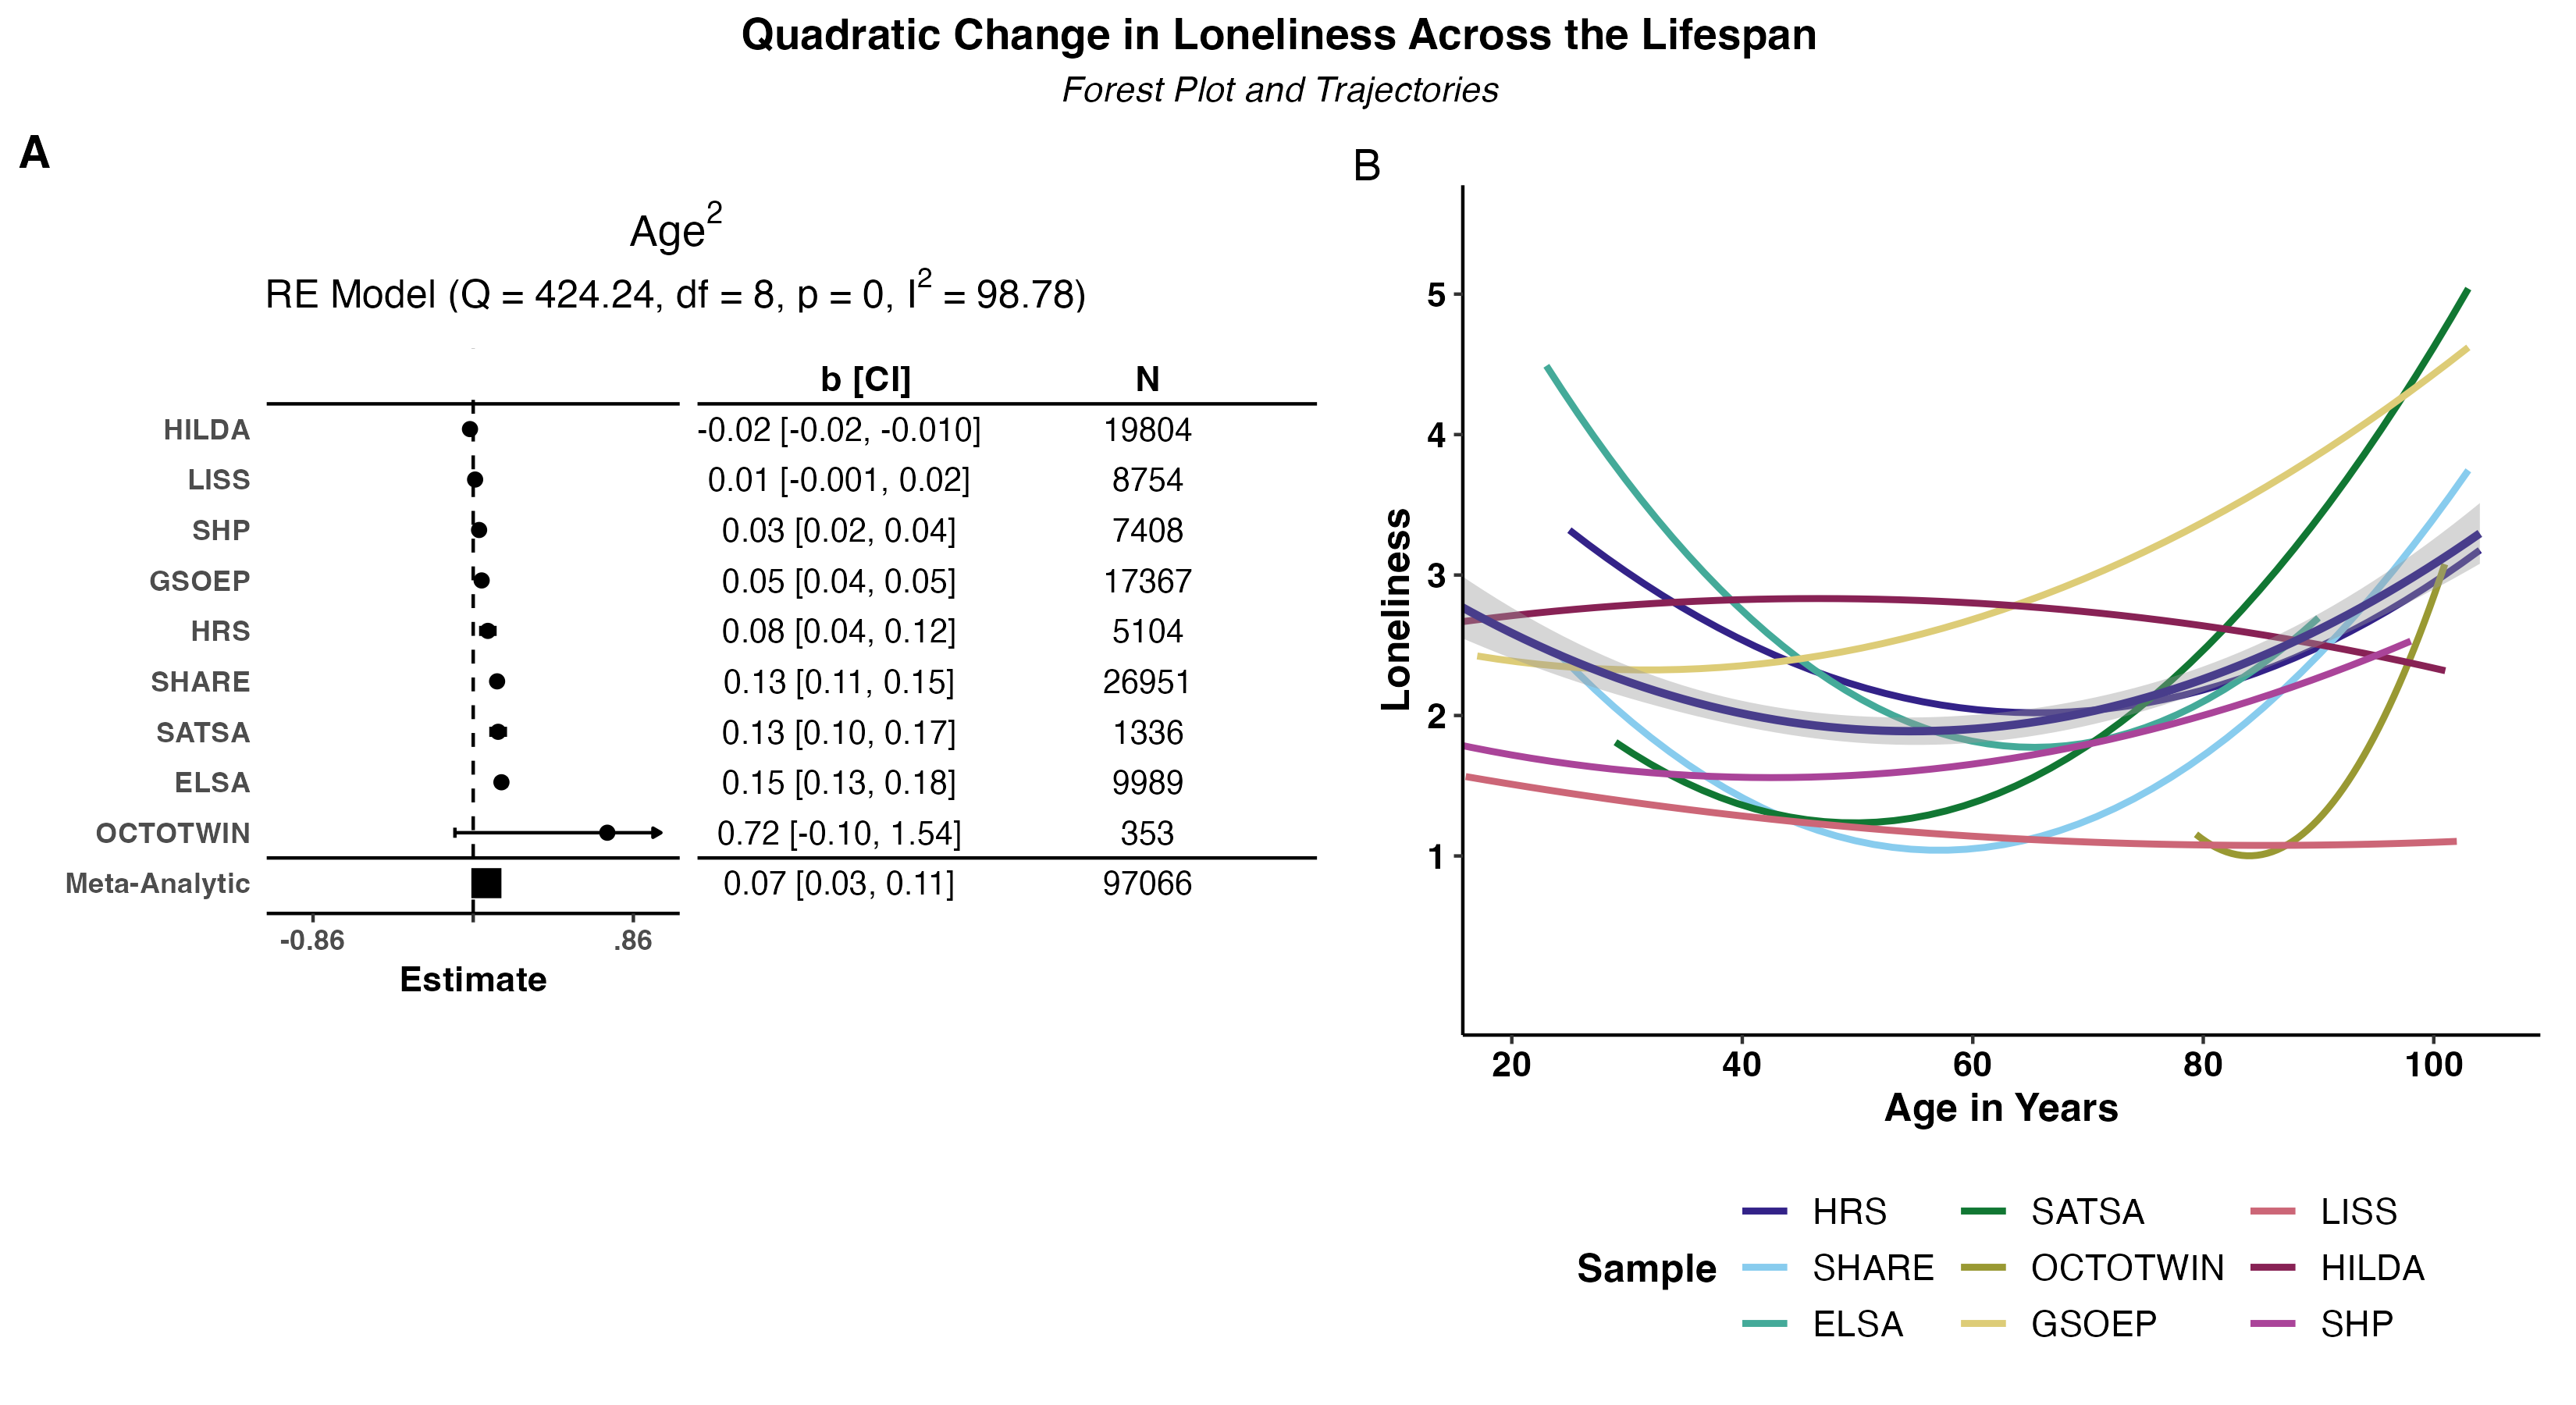 Quadratic Change in Loneliness Across the Lifespan
Forest Plot and Trajectories
A
Age²
RE Model (Q = 424.24, df = 8, p = 0, I² = 98.78)
b [CI] N
HILDA -0.02 [-0.02, -0.010] 19804
LISS 0.01 [-0.001, 0.02] 8754
SHP 0.03 [0.02, 0.04] 7408
GSOEP 0.05 [0.04, 0.05] 17367
HRS 0.08 [0.04, 0.12] 5104
SHARE 0.13 [0.11, 0.15] 26951
SATSA 0.13 [0.10, 0.17] 1336
ELSA 0.15 [0.13, 0.18] 9989
OCTOTWIN 0.72 [-0.10, 1.54] 353
Meta-Analytic 0.07 [0.03, 0.11] 97066
-0.86 .86
Estimate
B
Loneliness
5
4
3
2
1
20 40 60 80 100
Age in Years
Sample
HRS SATSA LISS
SHARE OCTOTWIN HILDA
ELSA GSOEP SHP